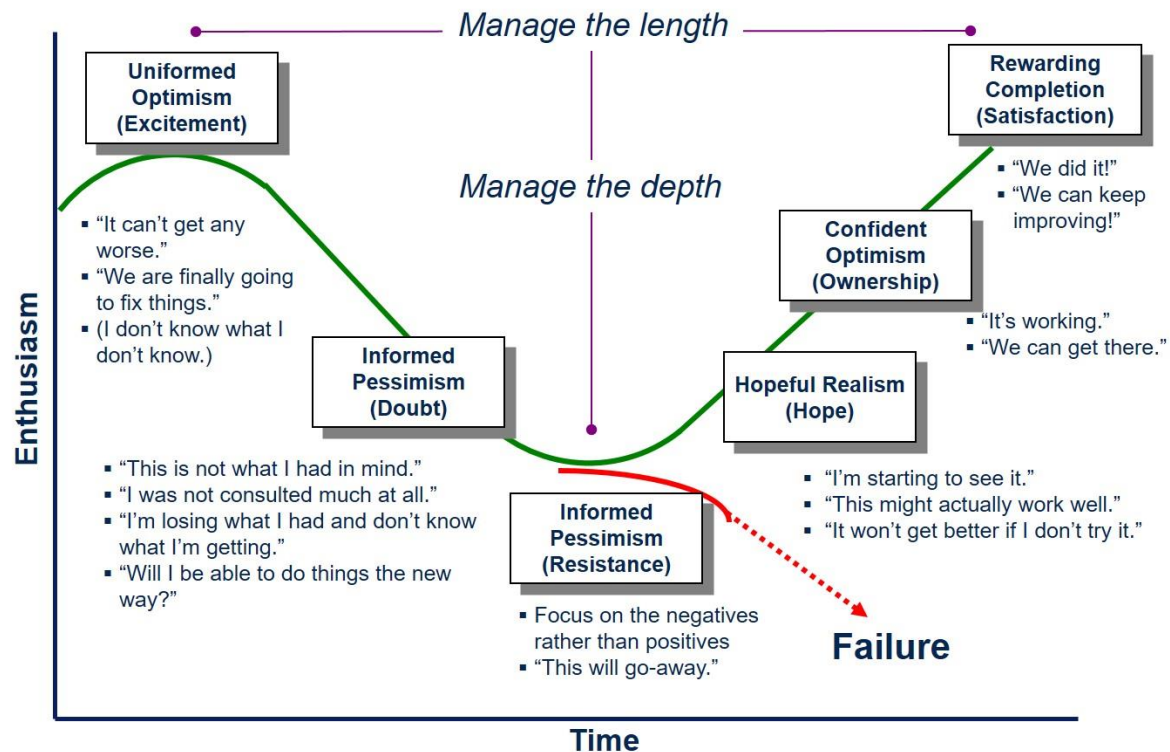 Manage the length
Uniformed
Optimism
(Excitement)
Rewarding
Completion
(Satisfaction)
Manage the depth
▪ “We did it!”
▪ “We can keep
improving!”
▪ “It can’t get any
worse.”
▪ “We are finally going
to fix things.”
▪ (I don’t know what I
don’t know.)
Confident
Optimism
(Ownership)
▪ “It’s working.”
▪ “We can get there.”
Enthusiasm
Informed
Pessimism
(Doubt)
Hopeful Realism
(Hope)
▪ “This is not what I had in mind.”
▪ “I was not consulted much at all.”
▪ “I’m losing what I had and don’t know
what I’m getting.”
▪ “Will I be able to do things the new
way?”
▪ “I’m starting to see it.”
▪ “This might actually work well.”
▪ “It won’t get better if I don’t try it.”
Informed
Pessimism
(Resistance)
▪ Focus on the negatives
rather than positives
▪ “This will go-away.”
Failure
Time